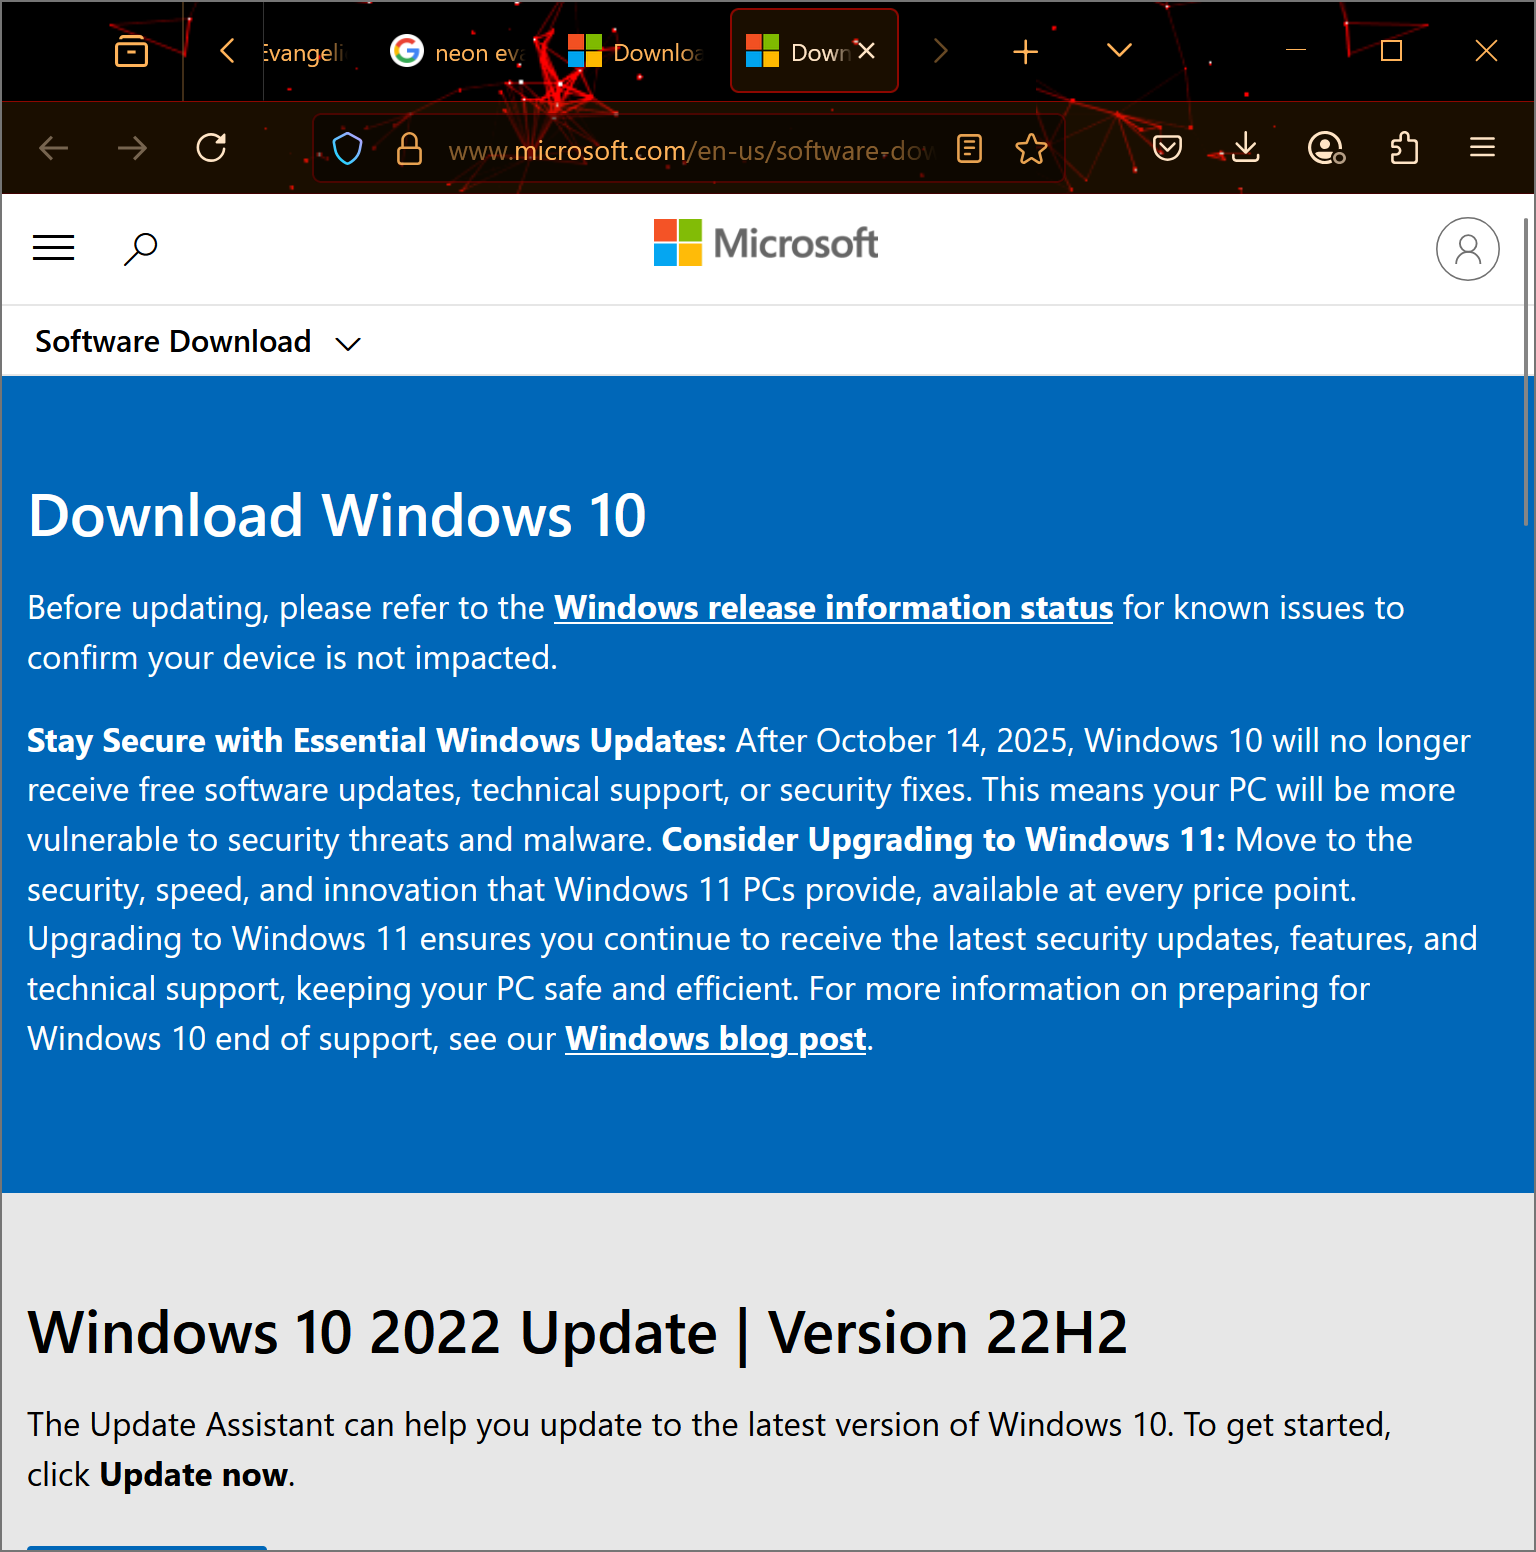 Evangeli
neon eva
Downloa
Down
www.microsoft.com/en-us/software-dow
Microsoft
Software Download
Download Windows 10
Before updating, please refer to the Windows release information status for known issues to
confirm your device is not impacted.
Stay Secure with Essential Windows Updates: After October 14, 2025, Windows 10 will no longer
receive free software updates, technical support, or security fixes. This means your PC will be more
vulnerable to security threats and malware. Consider Upgrading to Windows 11: Move to the
security, speed, and innovation that Windows 11 PCs provide, available at every price point.
Upgrading to Windows 11 ensures you continue to receive the latest security updates, features, and
technical support, keeping your PC safe and efficient. For more information on preparing for
Windows 10 end of support, see our Windows blog post.
Windows 10 2022 Update | Version 22H2
The Update Assistant can help you update to the latest version of Windows 10. To get started,
click Update now.